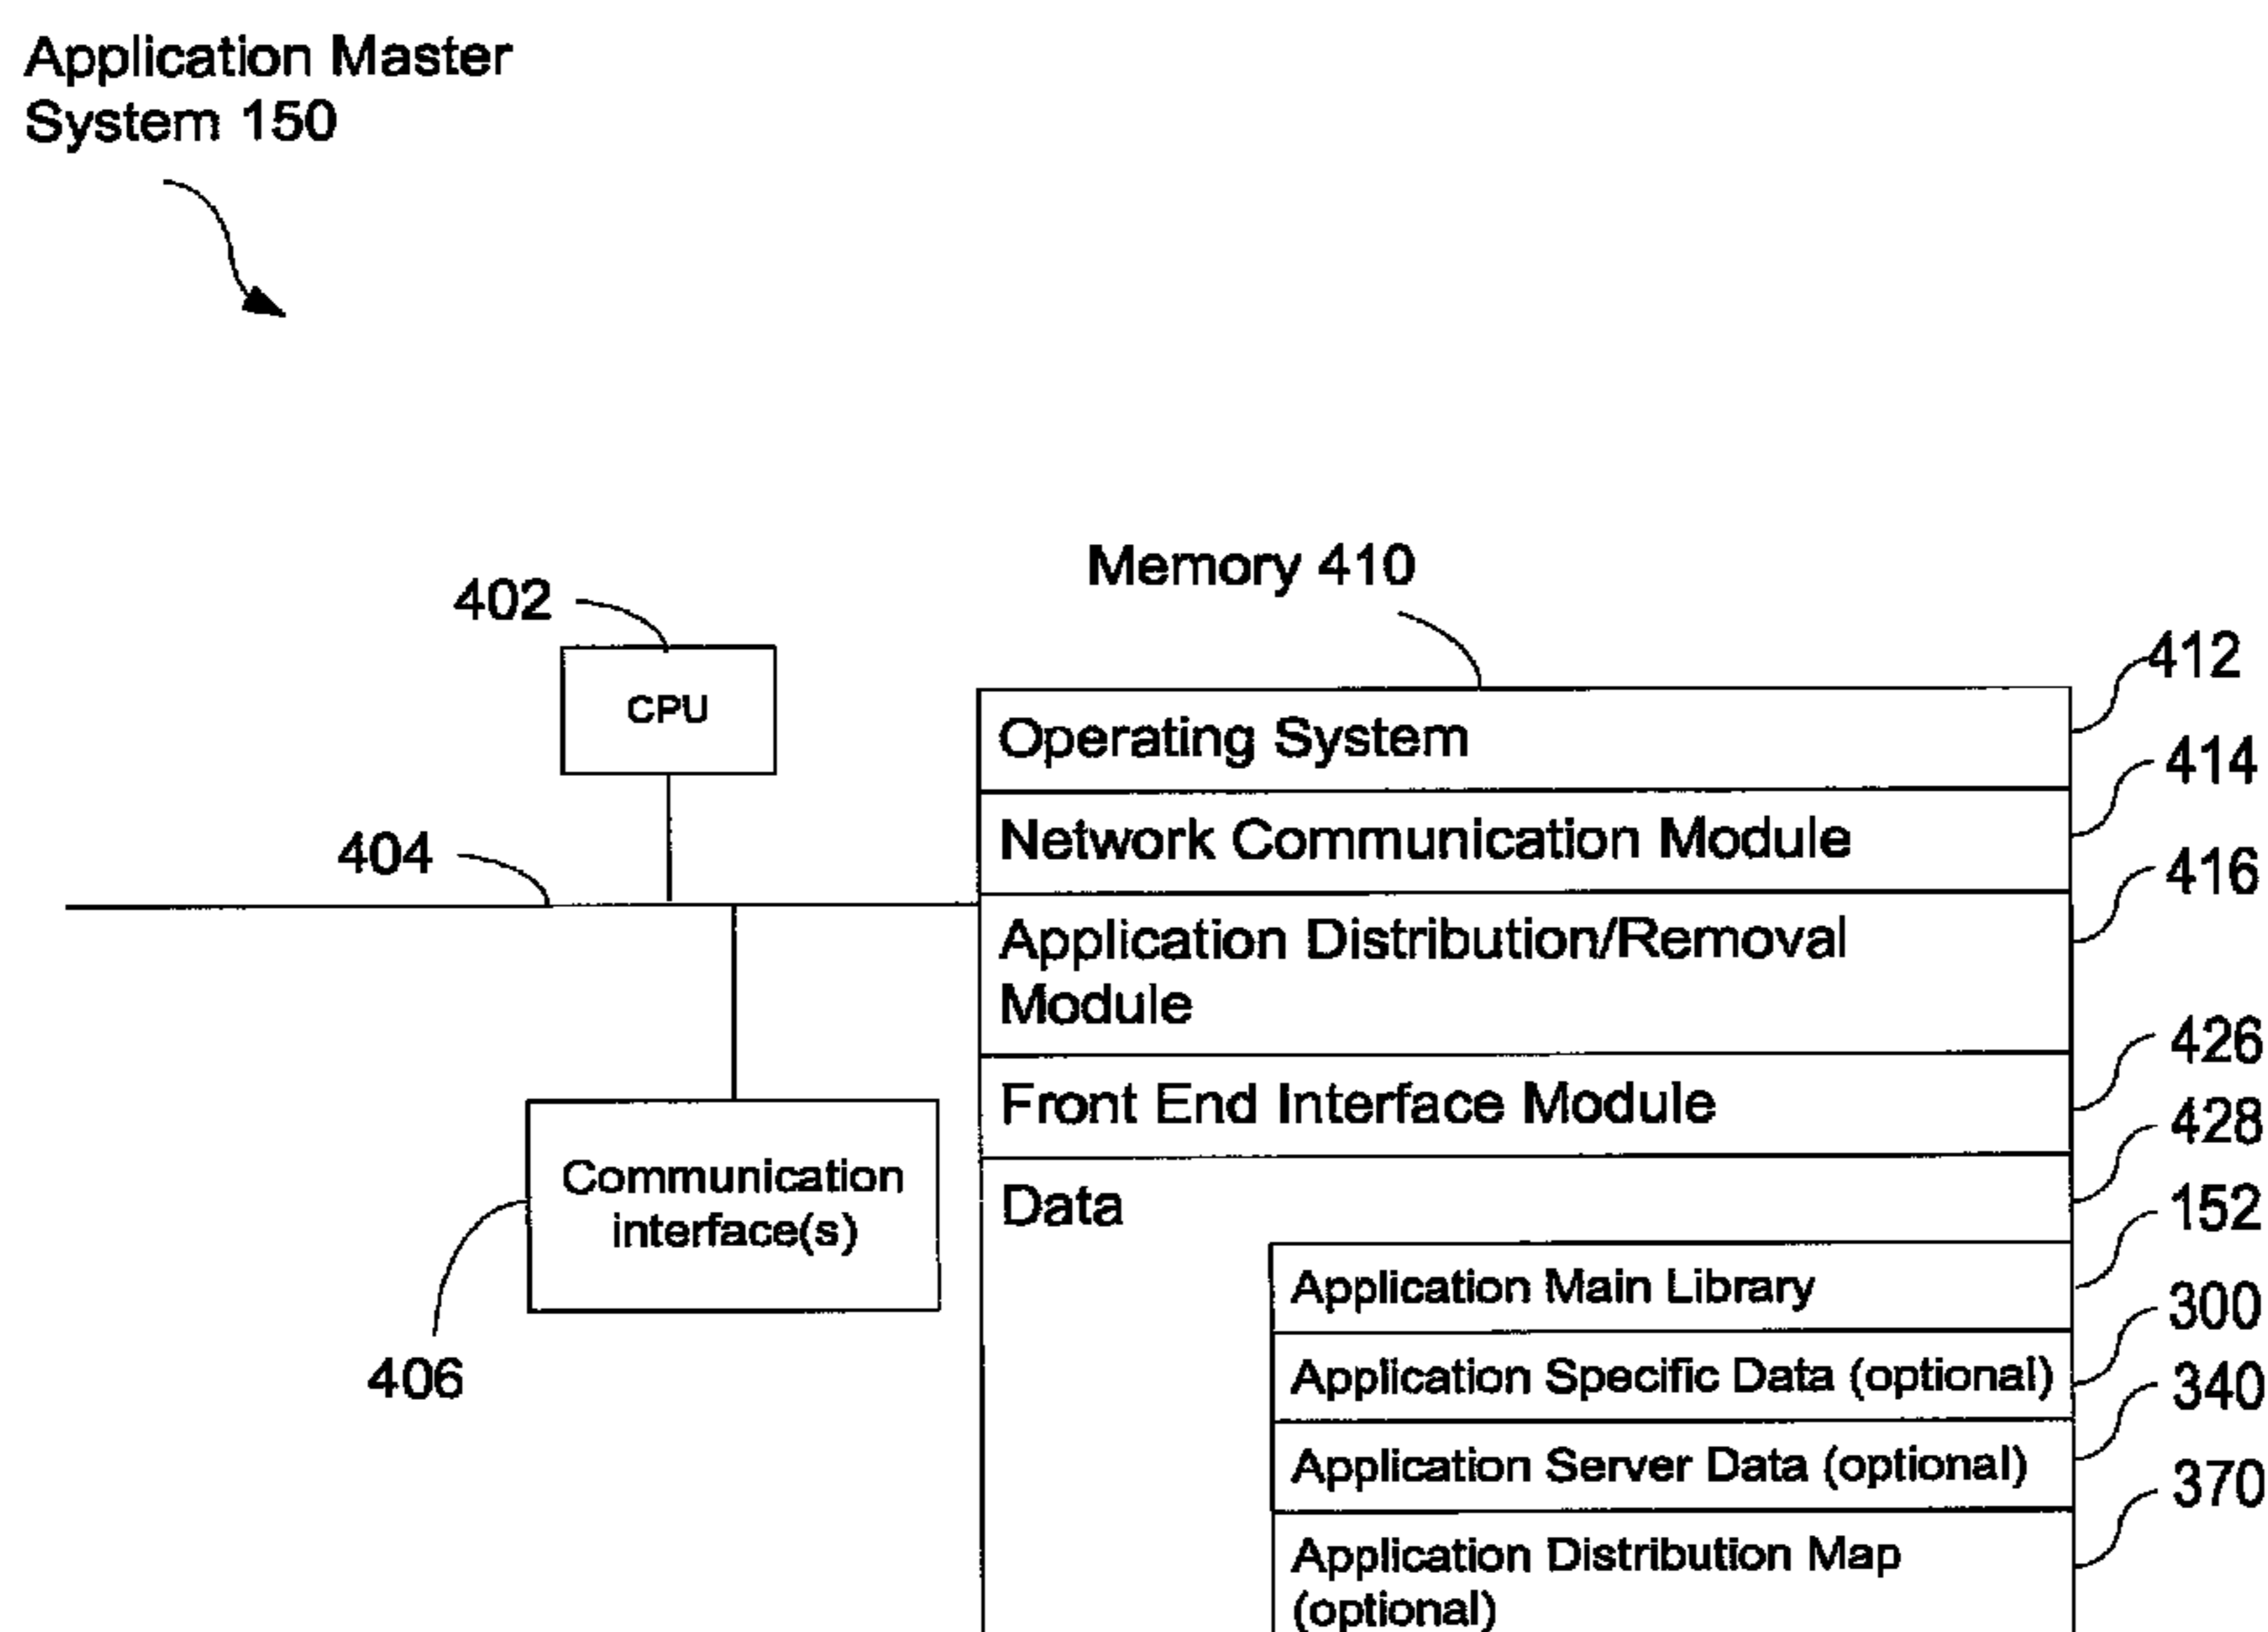 Application Master
System 150
Memory 410
402
412
CPU
Operating System
414
Network Communication Module
404
416
Application Distribution/Removal
Module
426
Front End Interface Module
428
Communication
interface(s)
Data
152
Application Main Library
300
406
Application Specific Data (optional)
340
Application Server Data (optional)
370
Application Distribution Map
(optional)